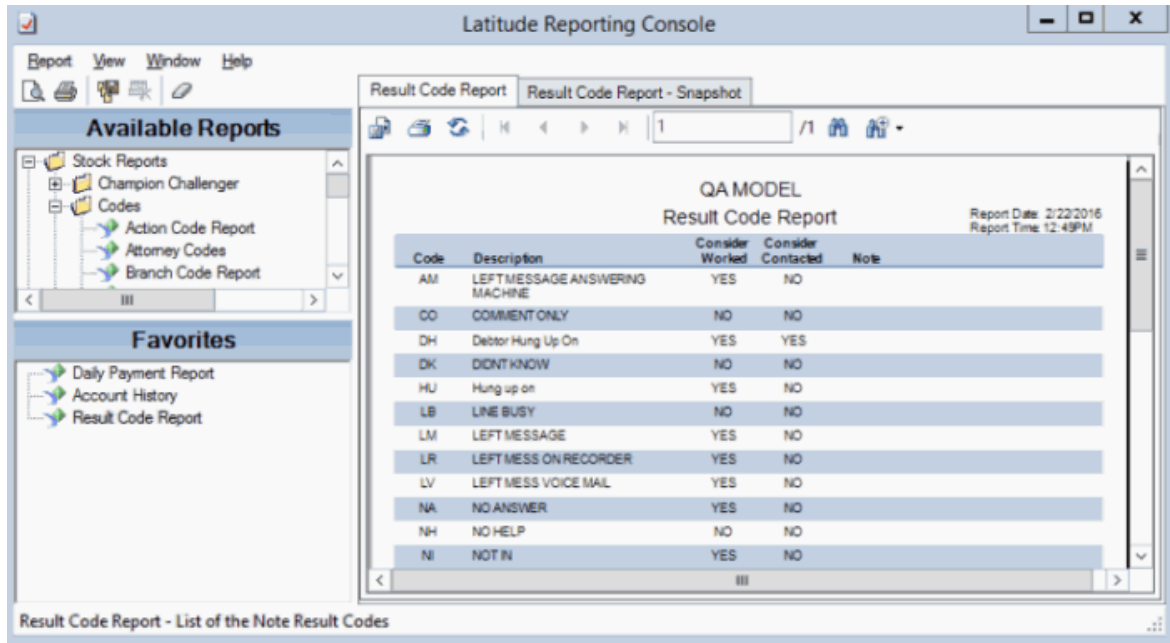 Latitude Reporting Console
Report View Window Help
Available Reports
Stock Reports
Champion Challenger
Codes
Action Code Report
Attorney Codes
Branch Code Report
Favorites
Daily Payment Report
Account History
Result Code Report
Result Code Report Result Code Report - Snapshot
1 /1
QA MODEL
Result Code Report
Report Date: 2/22/2016
Report Time: 12:49PM
Code Description Consider Worked Consider Contacted Note
AM LEFT MESSAGE ANSWERING MACHINE YES NO
CO COMMENT ONLY NO NO
DH Debtor Hung Up On YES YES
DK DIDNT KNOW NO NO
HU Hung up on YES NO
LB LINE BUSY NO NO
LM LEFT MESSAGE YES NO
LR LEFT MESS ON RECORDER YES NO
LV LEFT MESS VOICE MAIL YES NO
NA NO ANSWER YES NO
NH NO HELP NO NO
NI NOT IN YES NO
Result Code Report - List of the Note Result Codes